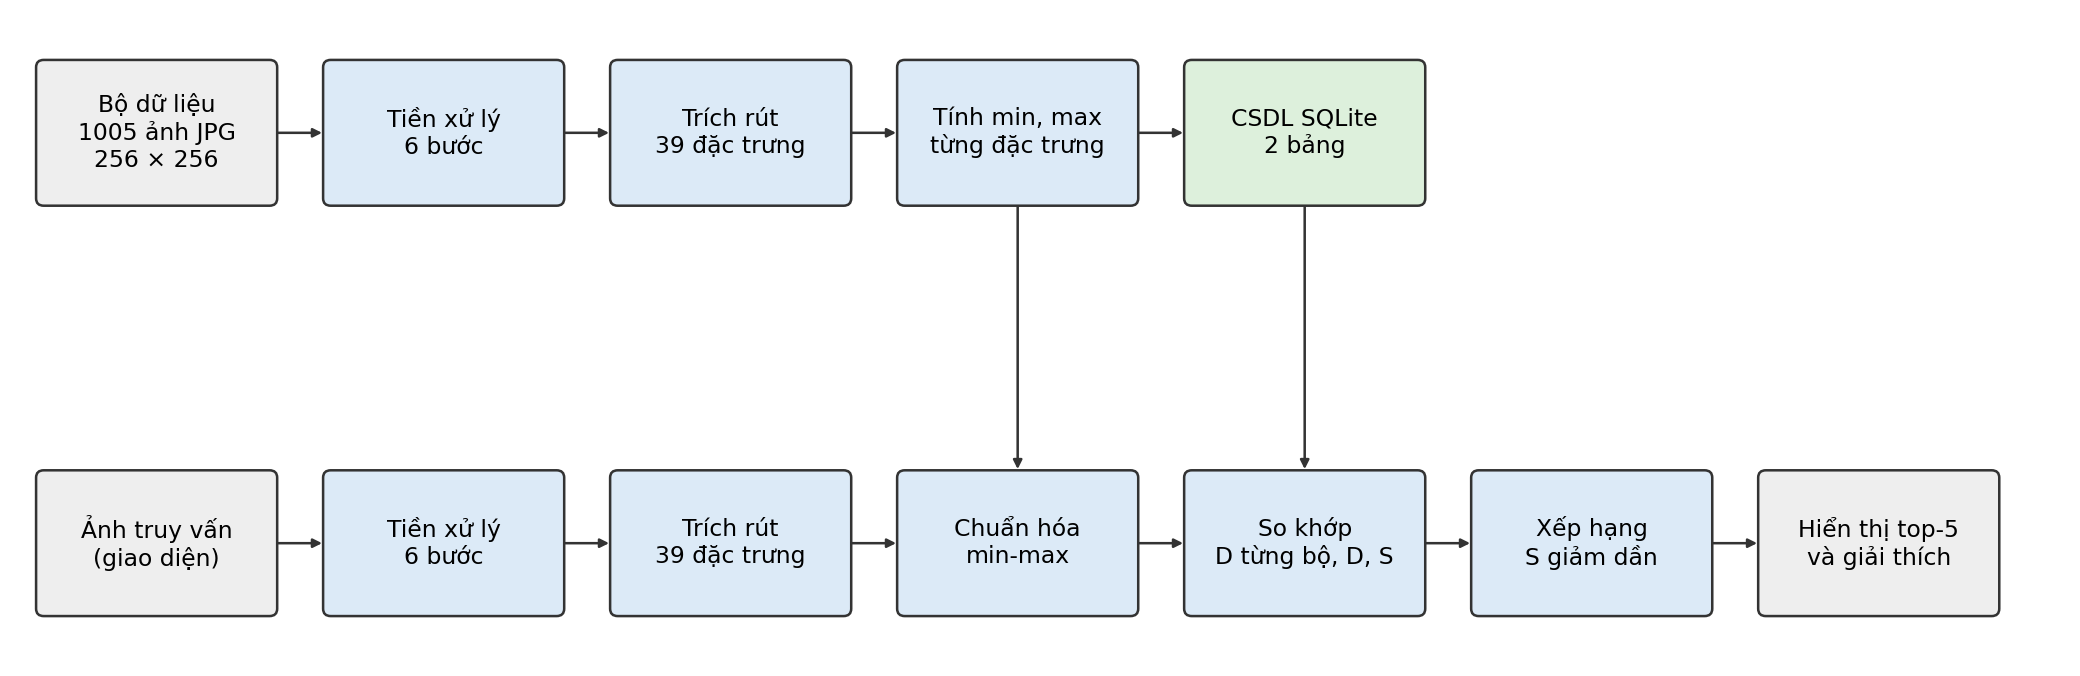 Bộ dữ liệu
1005 ảnh JPG
256 × 256
Tiền xử lý
6 bước
Trích rút
39 đặc trưng
Tính min, max
từng đặc trưng
CSDL SQLite
2 bảng
Ảnh truy vấn
(giao diện)
Tiền xử lý
6 bước
Trích rút
39 đặc trưng
Chuẩn hóa
min-max
So khớp
D từng bộ, D, S
Xếp hạng
S giảm dần
Hiển thị top-5
và giải thích